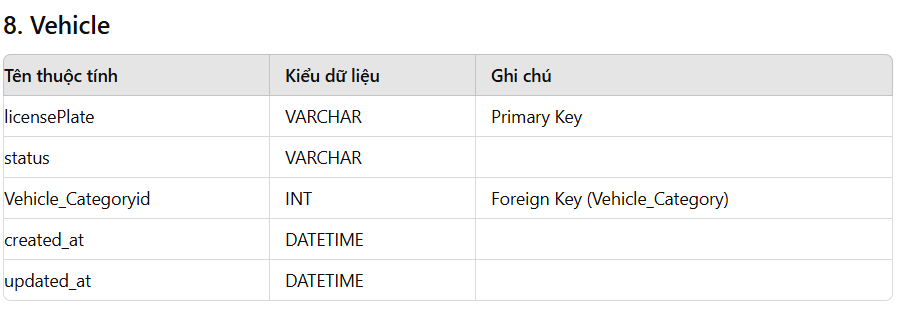 8. Vehicle
Tên thuộc tính Kiểu dữ liệu Ghi chú
licensePlate VARCHAR Primary Key
status VARCHAR
Vehicle_Categoryid INT Foreign Key (Vehicle_Category)
created_at DATETIME
updated_at DATETIME